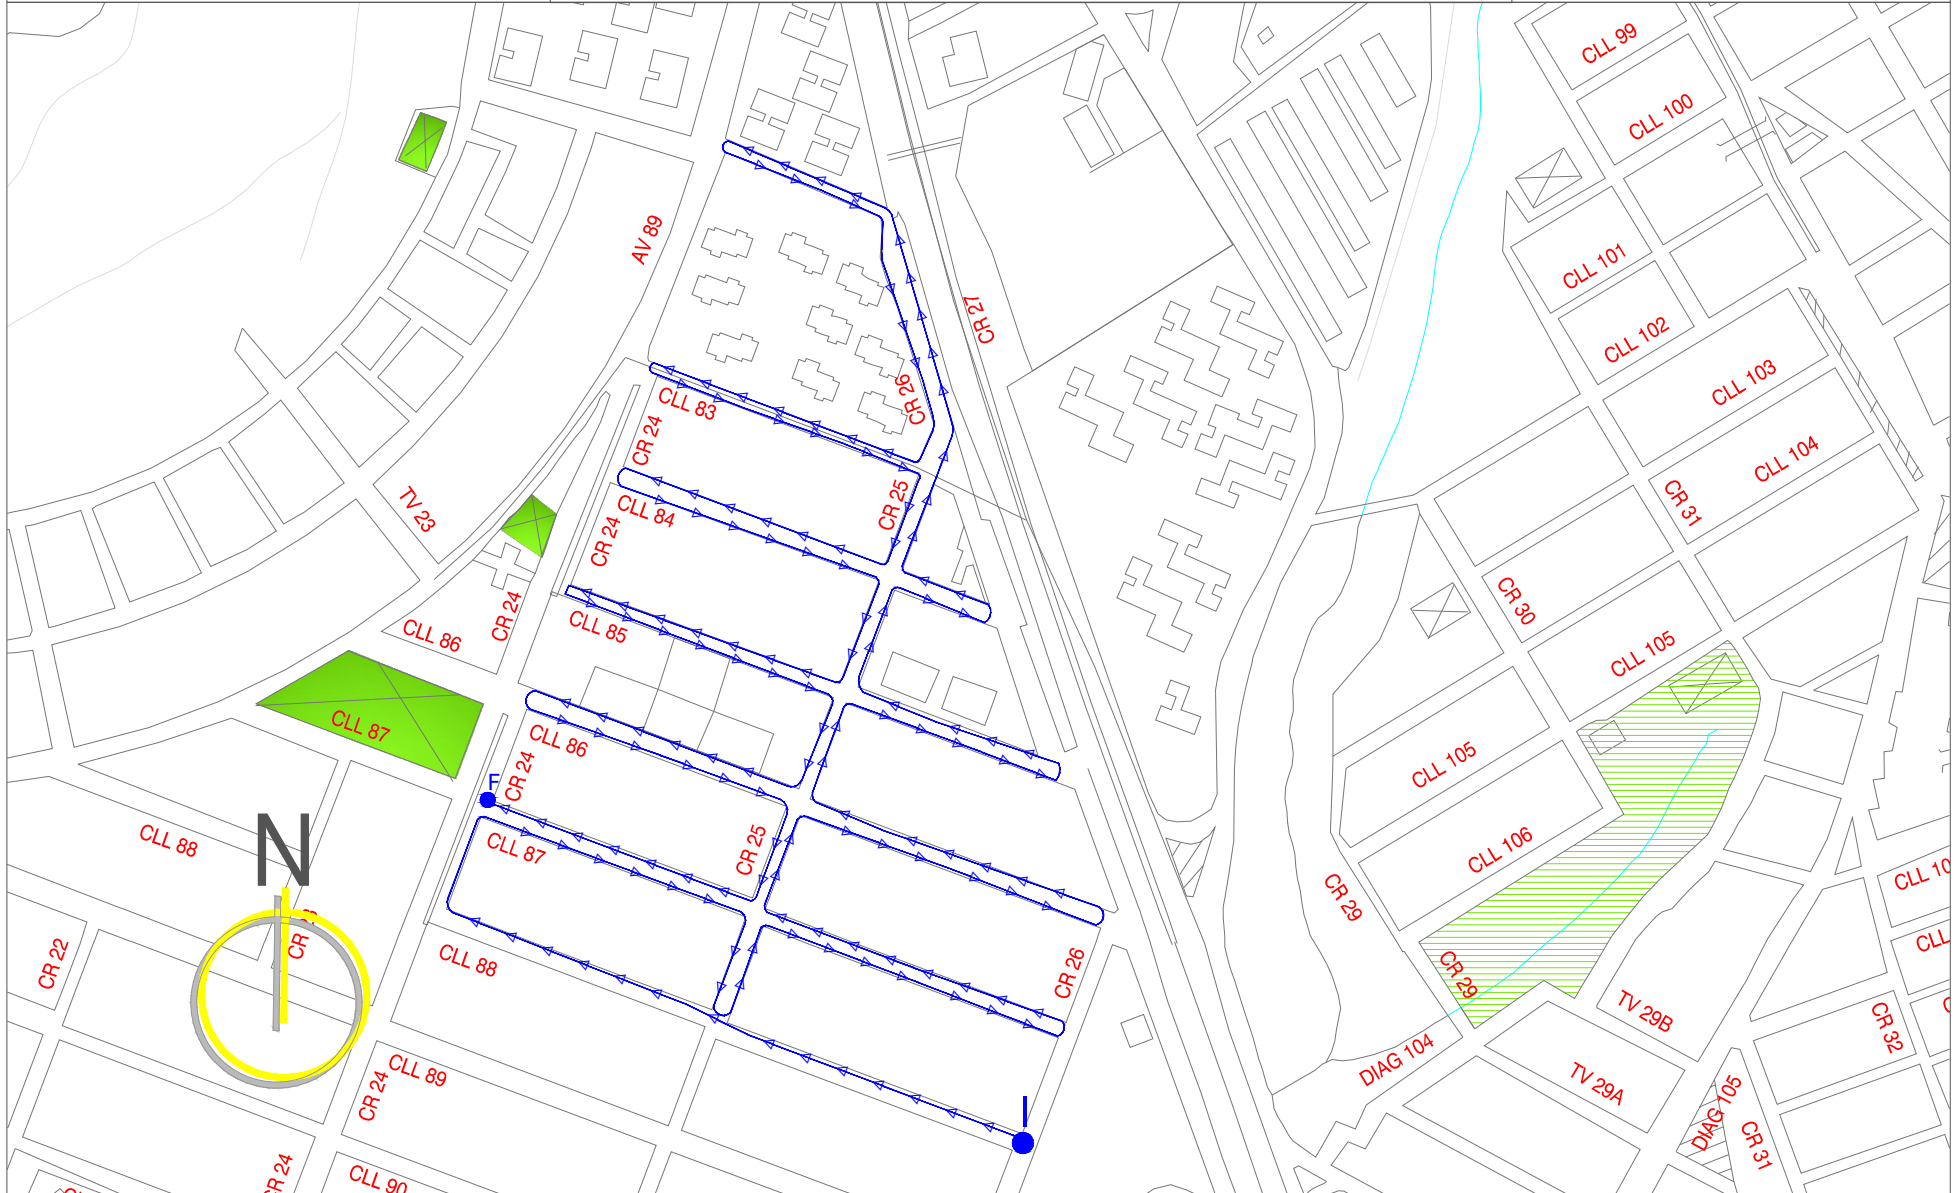 CLL 99
CLL 100
AV 89
CLL 101
CR 27
CLL 102
CR 26
CLL 103
CLL 83
CR 24
CLL 104
TV 23
CR 25
CLL 84
CR 31
CR 24
CR 24
CLL 85
CR 30
CLL 86
CLL 105
CLL 87
CLL 86
CR 24
F
CLL 105
CLL 88
N
CLL 87
CR 25
CLL 106
CR 29
CLL
CR
CR 22
CLL 88
CR 26
CR 29
TV 29B
CR 32
DIAG 104
CLL 89
CR 24
TV 29A
DIAG 105
I
CR 31
CR 24
CLL 90